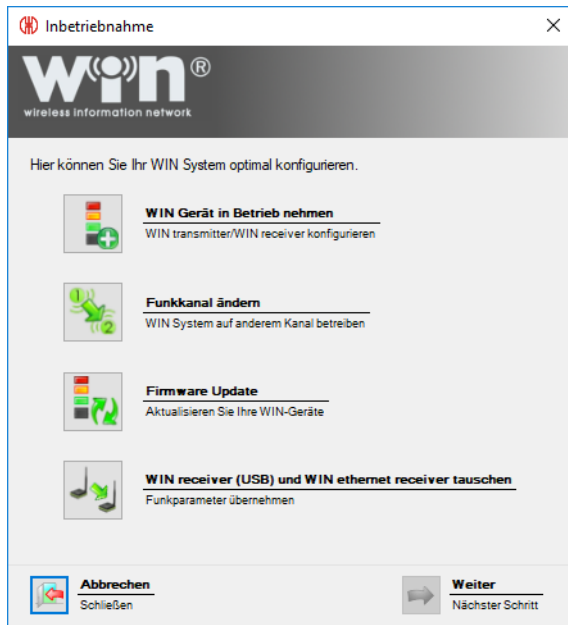 Inbetriebnahme
WIN®
wireless information network
Hier können Sie Ihr WIN System optimal konfigurieren.
WIN Gerät in Betrieb nehmen
WIN transmitter/WIN receiver konfigurieren
1
2
Funkkanal ändern
WIN System auf anderem Kanal betreiben
Firmware Update
Aktualisieren Sie Ihre WIN-Geräte
WIN receiver (USB) und WIN ethernet receiver tauschen
Funkparameter übernehmen
Abbrechen
Schließen
Weiter
Nächster Schritt